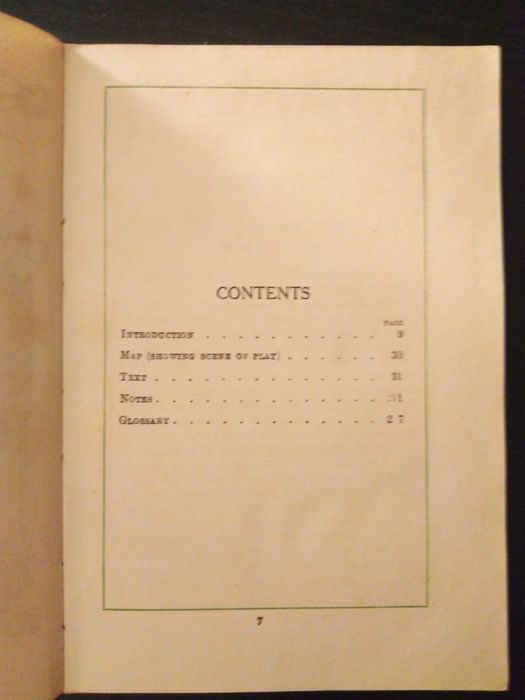 CONTENTS
PAGE
INTRODUCTION . . . . . . . . . . . 9
MAP (SHOWING SCENE OF PLAY) . . . . . . 30
TEXT . . . . . . . . . . . . . 31
NOTES . . . . . . . . . . . . .
GLOSSARY . . . . . . . . . . . . .
7